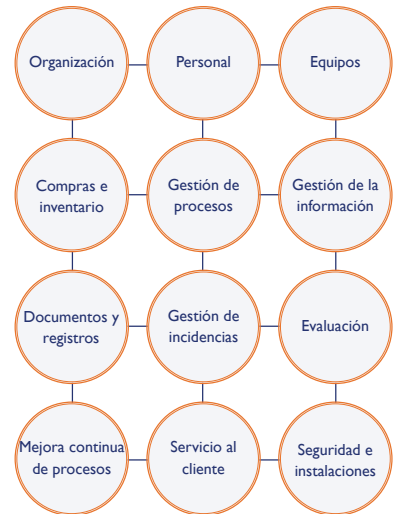 Organización
Personal
Equipos
Compras e
inventario
Gestión de
procesos
Gestión de la
información
Documentos y
registros
Gestión de
incidencias
Evaluación
Mejora continua
de procesos
Servicio al
cliente
Seguridad e
instalaciones